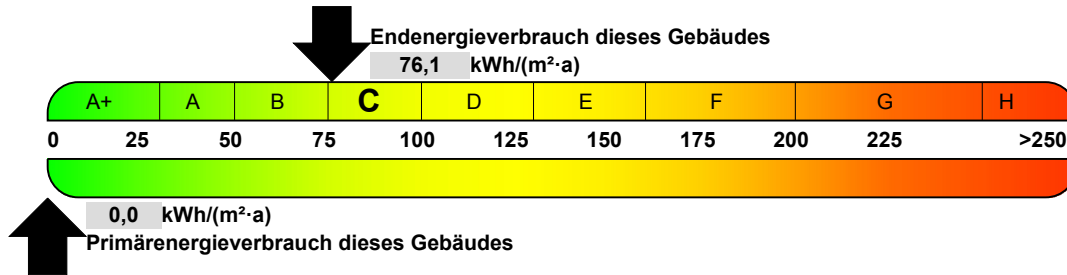 Endenergieverbrauch dieses Gebäudes
76,1 kWh/(m²·a)
A+ A B C D E F G H
0 25 50 75 100 125 150 175 200 225 >250
0,0 kWh/(m²·a)
Primärenergieverbrauch dieses Gebäudes